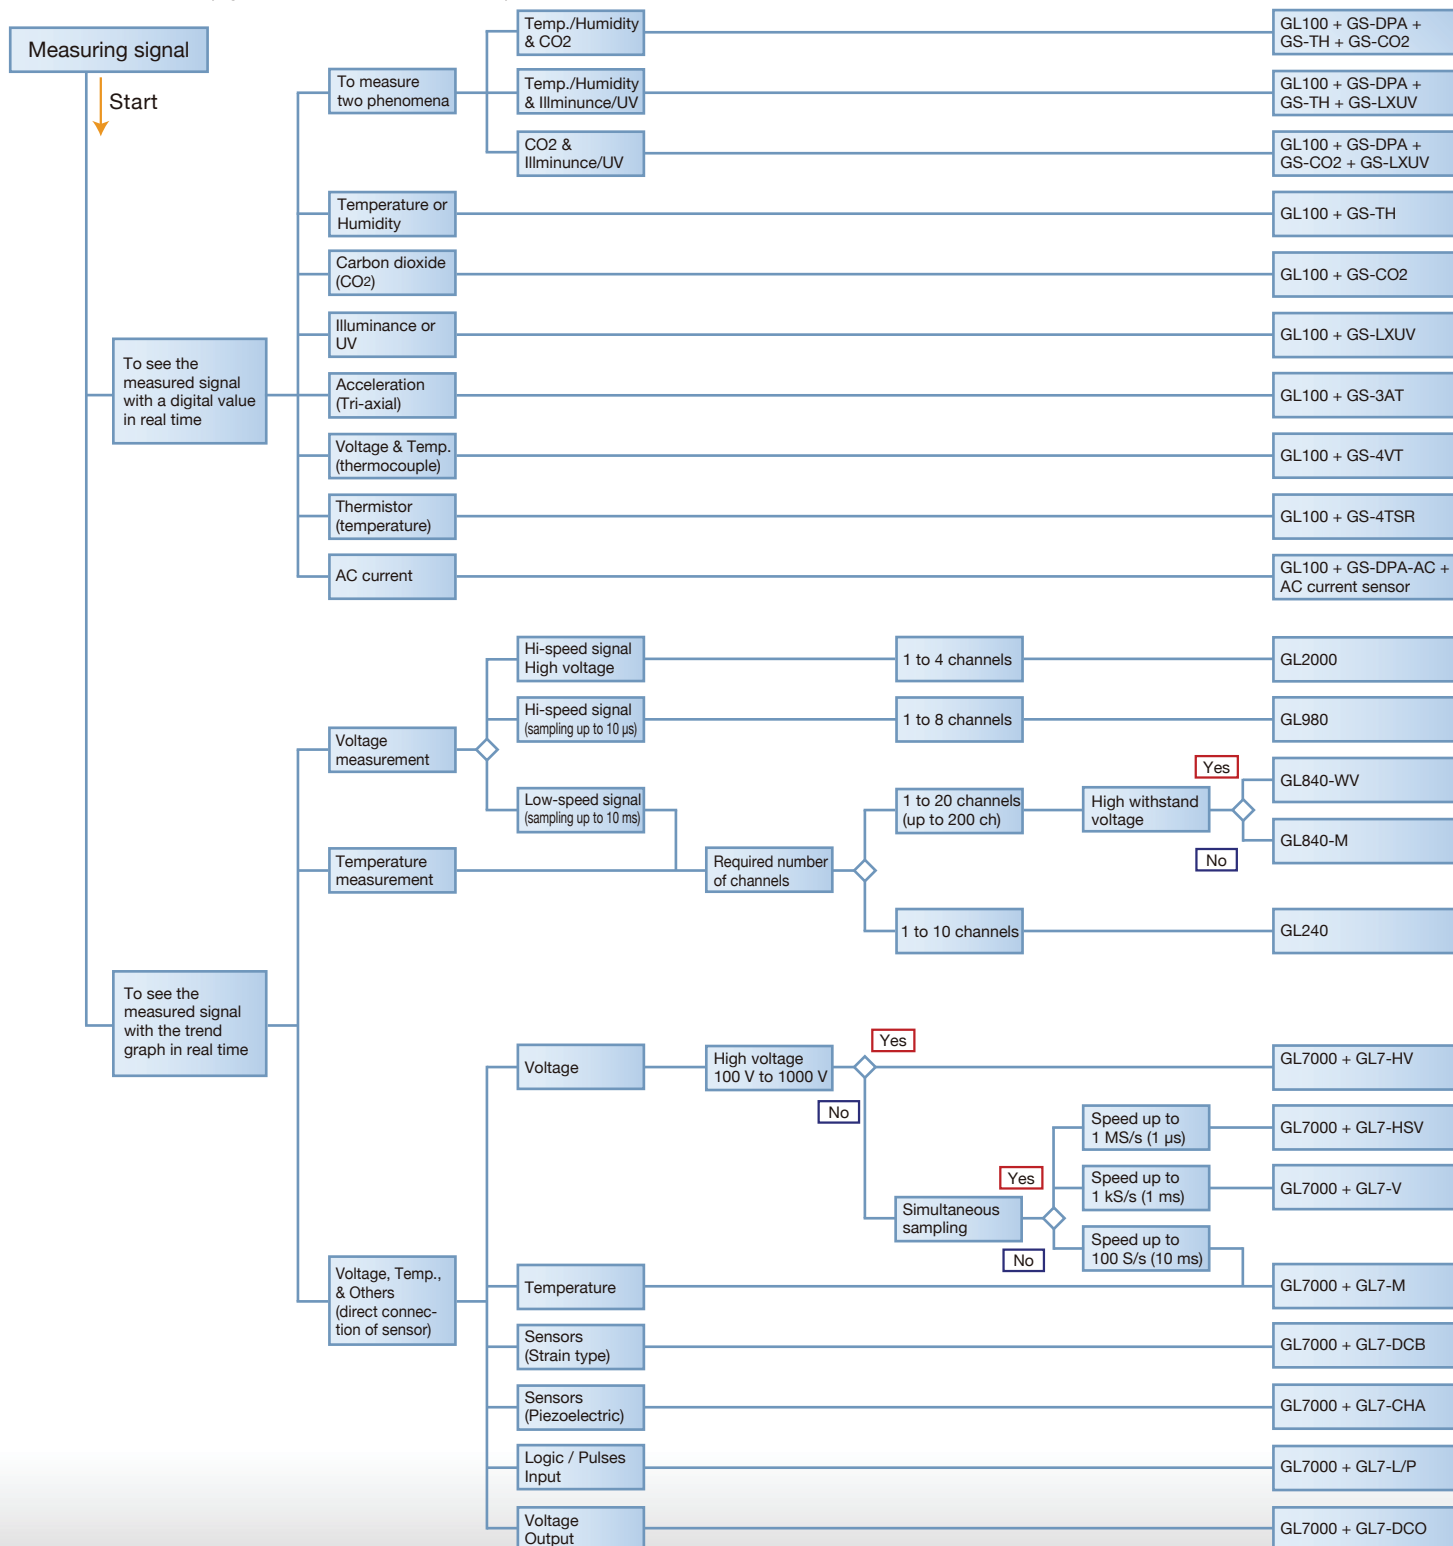 Measuring signal
Start
To see the
measured signal
with a digital value
in real time
To measure
two phenomena
Temp./Humidity
& CO2
GL100 + GS-DPA +
GS-TH + GS-CO2
Temp./Humidity
& Illminunce/UV
GL100 + GS-DPA +
GS-TH + GS-LXUV
CO2 &
Illminunce/UV
GL100 + GS-DPA +
GS-CO2 + GS-LXUV
Temperature or
Humidity
GL100 + GS-TH
Carbon dioxide
(CO2)
GL100 + GS-CO2
Illuminance or
UV
GL100 + GS-LXUV
Acceleration
(Tri-axial)
GL100 + GS-3AT
Voltage & Temp.
(thermocouple)
GL100 + GS-4VT
Thermistor
(temperature)
GL100 + GS-4TSR
AC current
GL100 + GS-DPA-AC +
AC current sensor
To see the
measured signal
with the trend
graph in real time
Voltage
measurement
Hi-speed signal
High voltage
1 to 4 channels
GL2000
Hi-speed signal
(sampling up to 10 µs)
1 to 8 channels
GL980
Low-speed signal
(sampling up to 10 ms)
Temperature
measurement
Required number
of channels
1 to 20 channels
(up to 200 ch)
High withstand
voltage
Yes
GL840-WV
No
GL840-M
1 to 10 channels
GL240
Voltage, Temp.,
& Others
(direct connec-
tion of sensor)
Voltage
High voltage
100 V to 1000 V
Yes
GL7000 + GL7-HV
No
Simultaneous
sampling
Yes
Speed up to
1 MS/s (1 µs)
GL7000 + GL7-HSV
Speed up to
1 kS/s (1 ms)
GL7000 + GL7-V
No
Speed up to
100 S/s (10 ms)
Temperature
GL7000 + GL7-M
Sensors
(Strain type)
GL7000 + GL7-DCB
Sensors
(Piezoelectric)
GL7000 + GL7-CHA
Logic / Pulses
Input
GL7000 + GL7-L/P
Voltage
Output
GL7000 + GL7-DCO